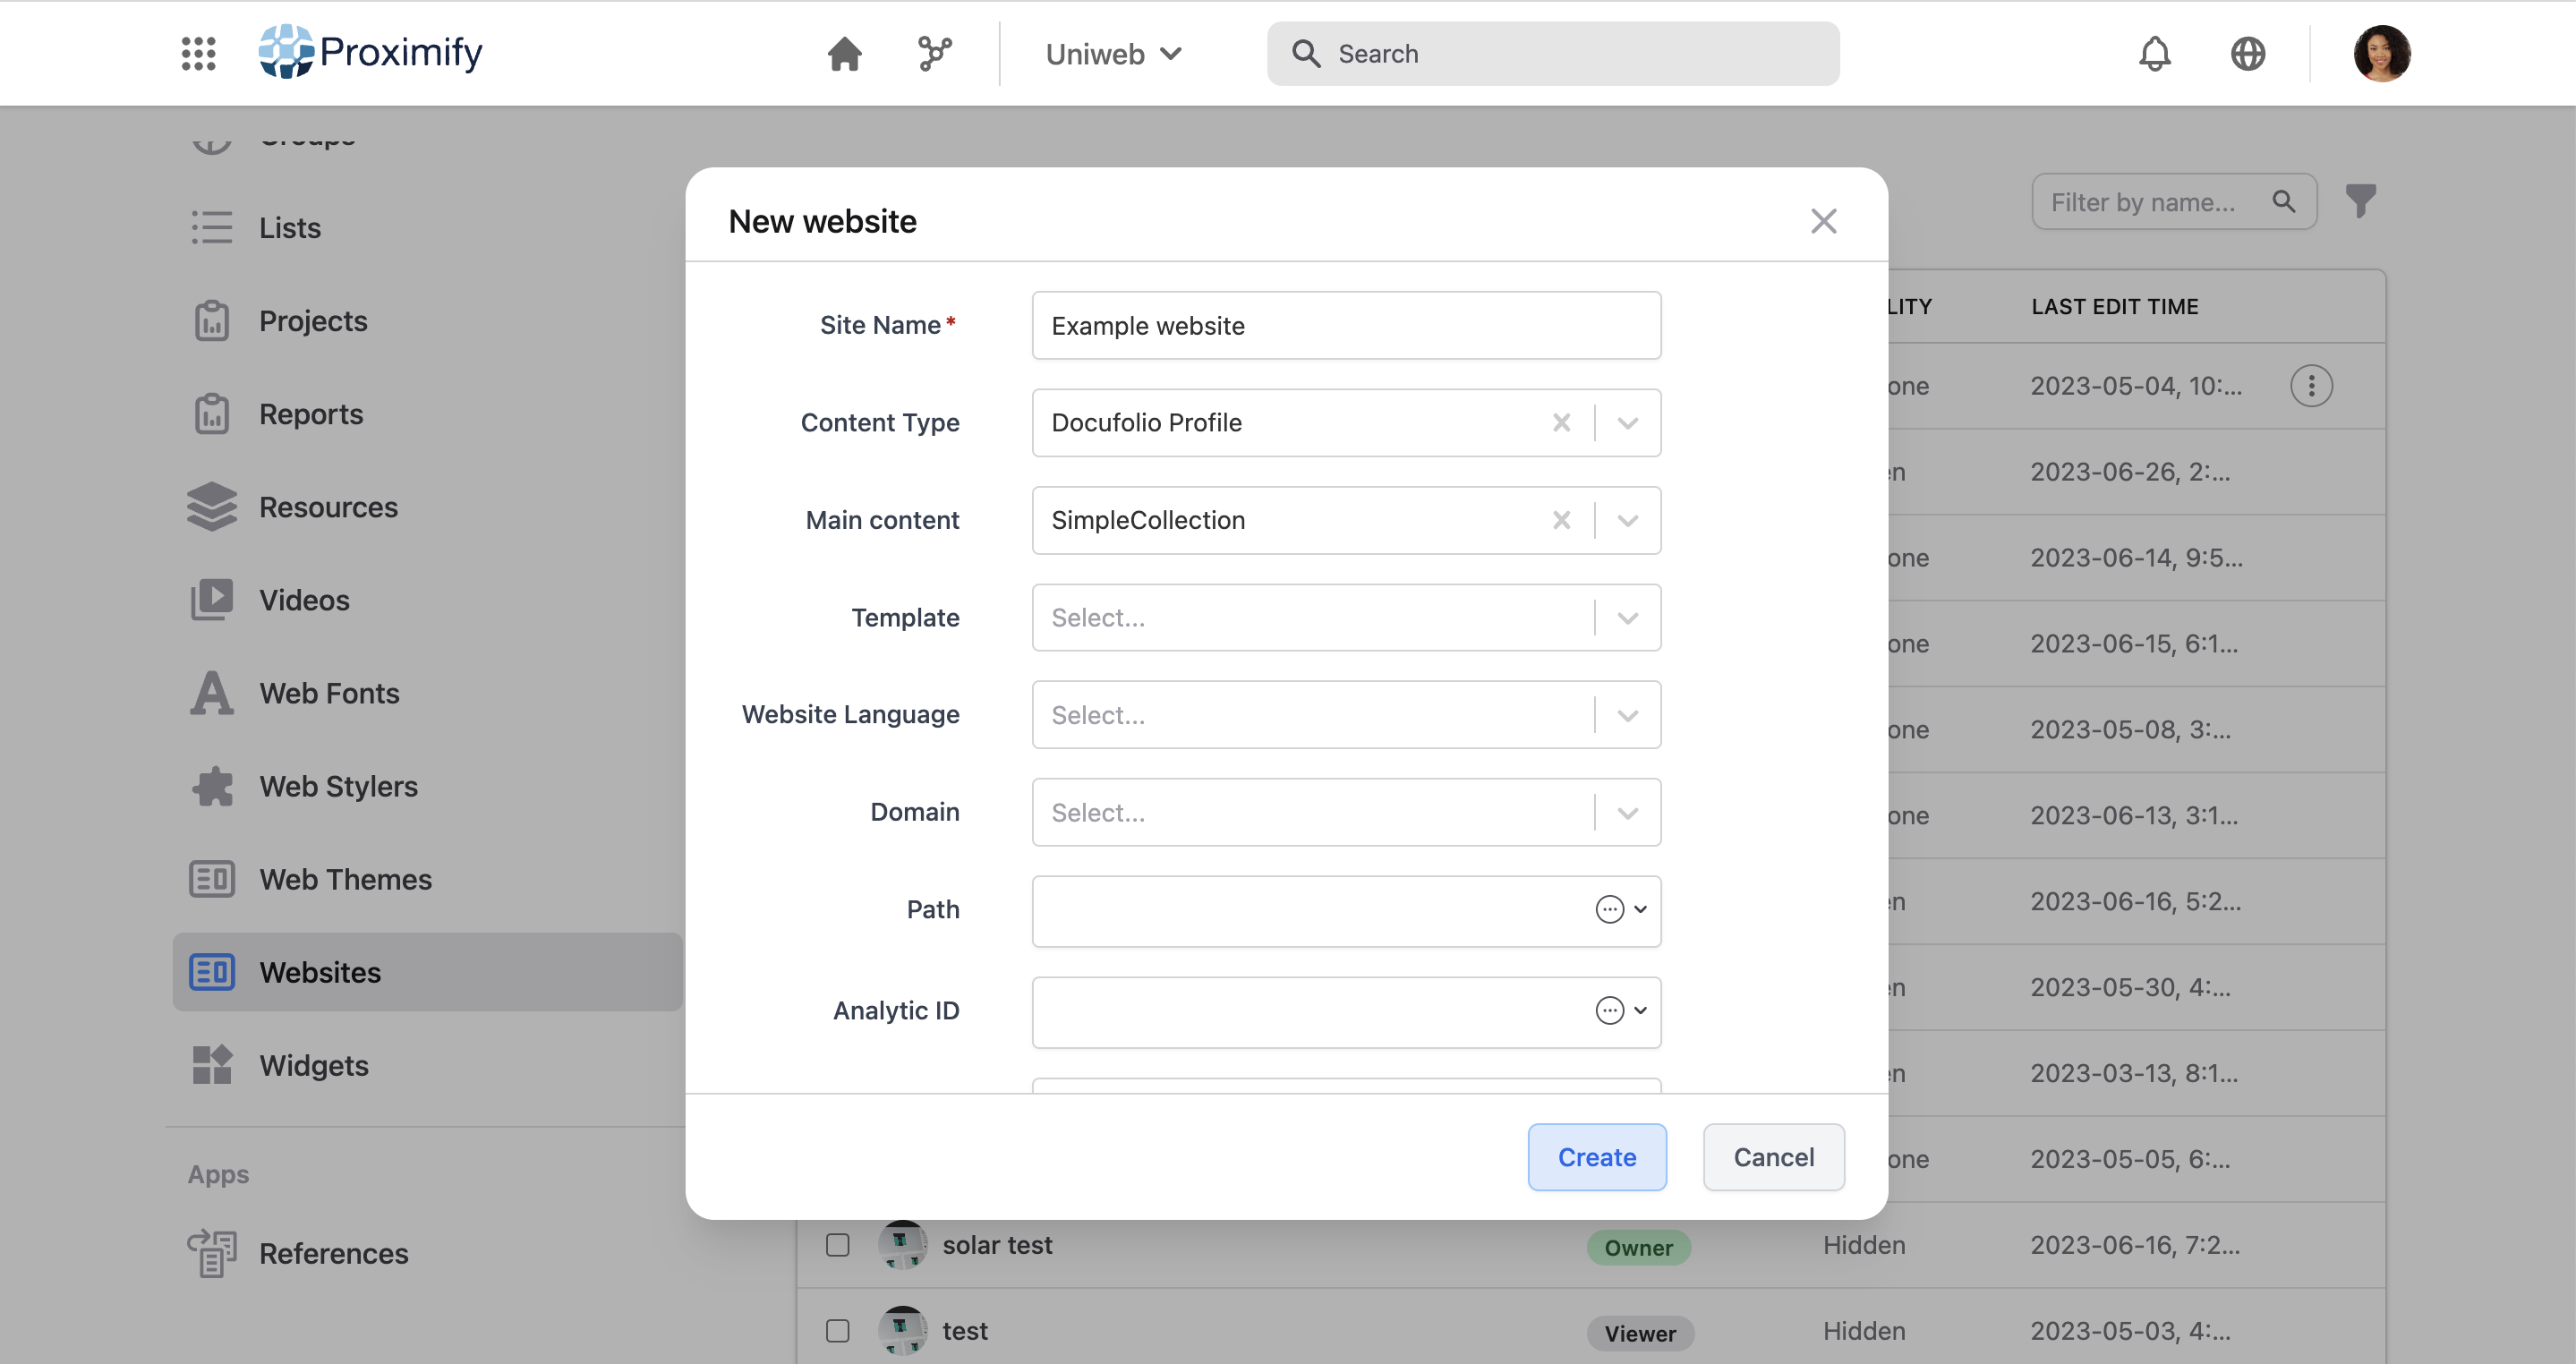 Proximify
Uniweb
Search
Groups
Lists
Projects
Reports
Resources
Videos
Web Fonts
Web Stylers
Web Themes
Websites
Widgets
Apps
References
New website
Site Name*
Example website
Content Type
Docufolio Profile
Main content
SimpleCollection
Template
Select...
Website Language
Select...
Domain
Select...
Path
Analytic ID
Create
Cancel
Filter by name...
LITY LAST EDIT TIME
one 2023-05-04, 10:...
en 2023-06-26, 2:...
one 2023-06-14, 9:5...
one 2023-06-15, 6:1...
one 2023-05-08, 3:...
one 2023-06-13, 3:1...
en 2023-06-16, 5:2...
en 2023-05-30, 4:...
en 2023-03-13, 8:1...
one 2023-05-05, 6:...
solar test Owner Hidden 2023-06-16, 7:2...
test Viewer Hidden 2023-05-03, 4:...